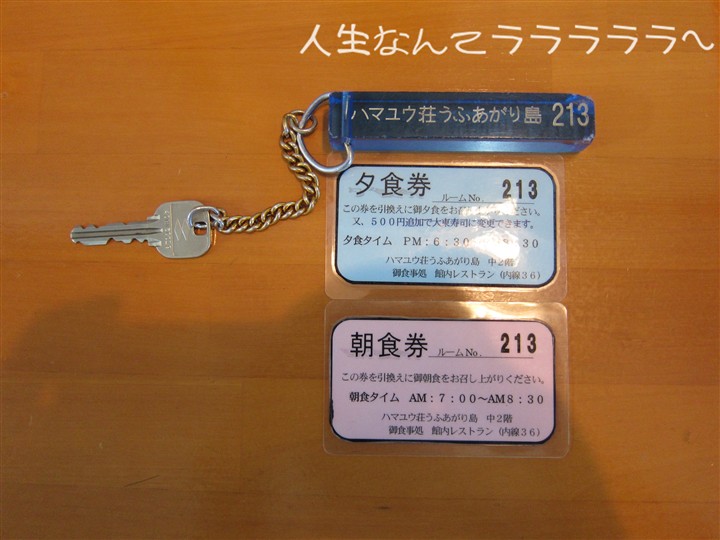 人生なんてララララララ～
ハマユウ荘うふあがり島 213
夕食券 ルームNo. 213
この券を引換えに御夕食をお召し上がりください。
又、500円追加で大東寿司に変更できます。
夕食タイム PM:6:30 8:30
ハマユウ荘うふあがり島 中2階
御食事処 館内レストラン (内線36)
朝食券 ルームNo. 213
この券を引換えに御朝食をお召し上がりください。
朝食タイム AM:7:00～AM8:30
ハマユウ荘うふあがり島 中2階
御食事処 館内レストラン (内線36)